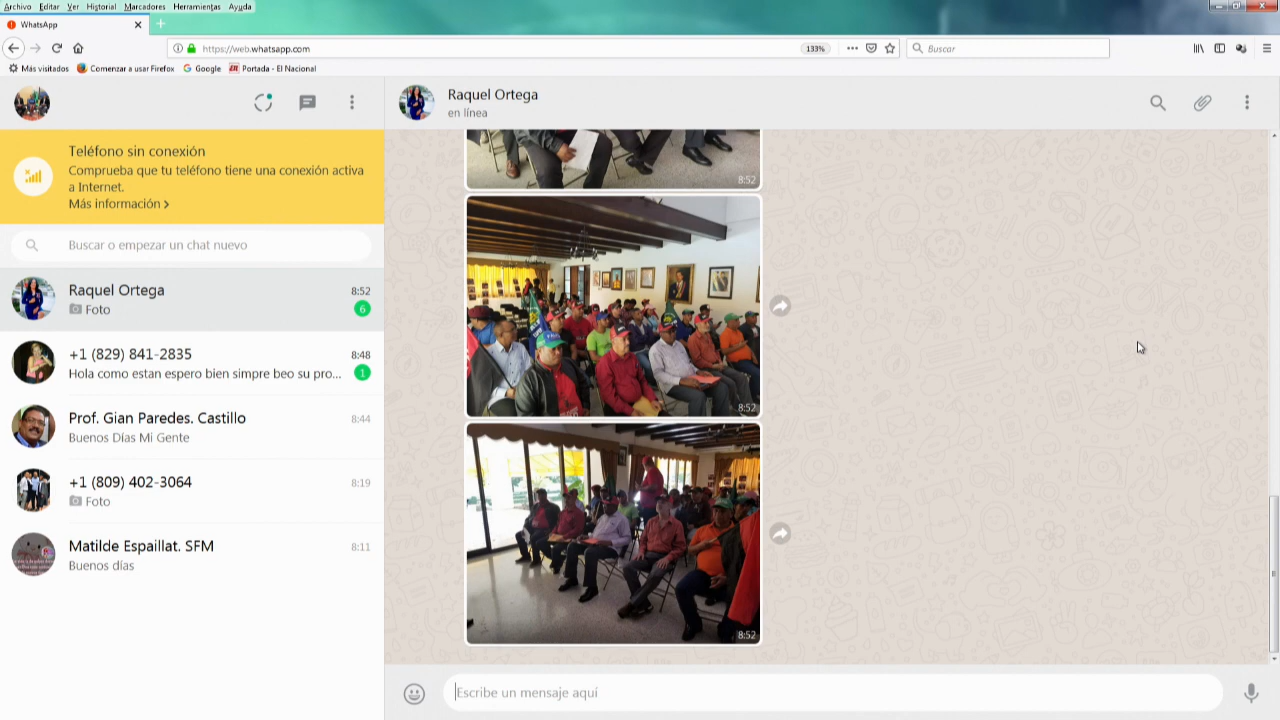 Archivo Editar Ver Historial Marcadores Herramientas Ayuda
WhatsApp
https://web.whatsapp.com
133%
Buscar
Más visitados Comenzar a usar Firefox Google Portada - El Nacional
Raquel Ortega
en línea
Teléfono sin conexión
Comprueba que tu teléfono tiene una conexión activa
a Internet.
Más información
Buscar o empezar un chat nuevo
Raquel Ortega 8:52
Foto 6
+1 (829) 841-2835 8:48
Hola como estan espero bien simpre beo su pro... 1
Prof. Gian Paredes. Castillo 8:44
Buenos Días Mi Gente
+1 (809) 402-3064 8:19
Foto
Matilde Espaillat. SFM 8:11
Buenos días
8:52
8:52
8:52
Escribe un mensaje aquí